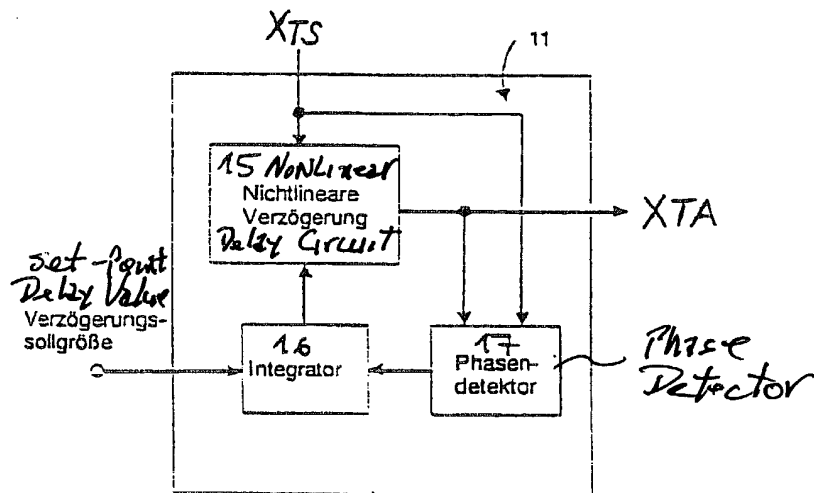 XTS
11
15 NonLinear
Nichtlineare
Verzögerung
Delay Circuit
XTA
set-Point
Delay Value
Verzögerungs-
sollgröße
16
Integrator
17
Phasen-
detektor
Phase
Detector